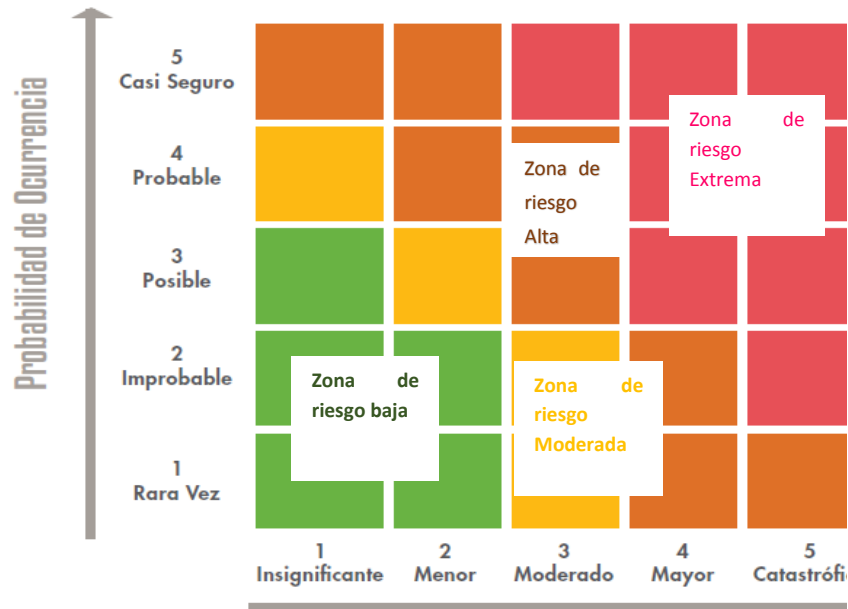 Probabilidad de Ocurrencia
5
Casi Seguro
4
Probable
3
Posible
2
Improbable
1
Rara Vez
Zona de
riesgo
Extrema
Zona de
riesgo
Alta
Zona de
riesgo baja
Zona de
riesgo
Moderada
1
Insignificante
2
Menor
3
Moderado
4
Mayor
5
Catastrófic